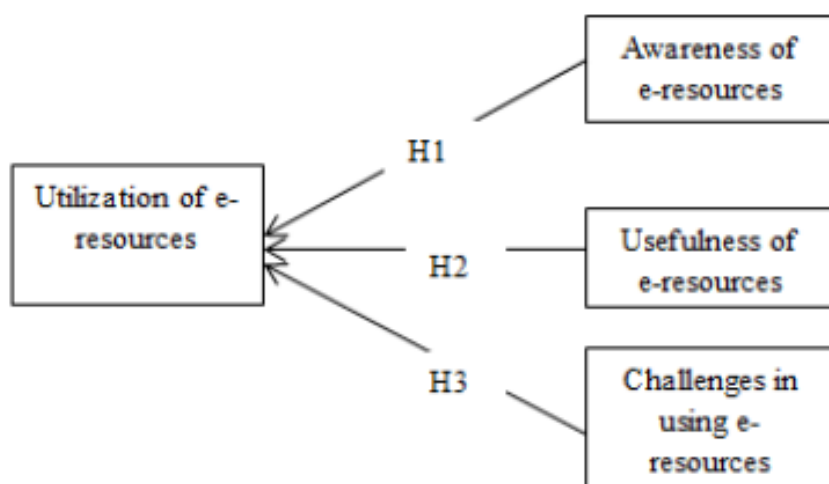 Awareness of
e-resources
H1
Utilization of e-
resources
Usefulness of
e-resources
H2
H3
Challenges in
using e-
resources